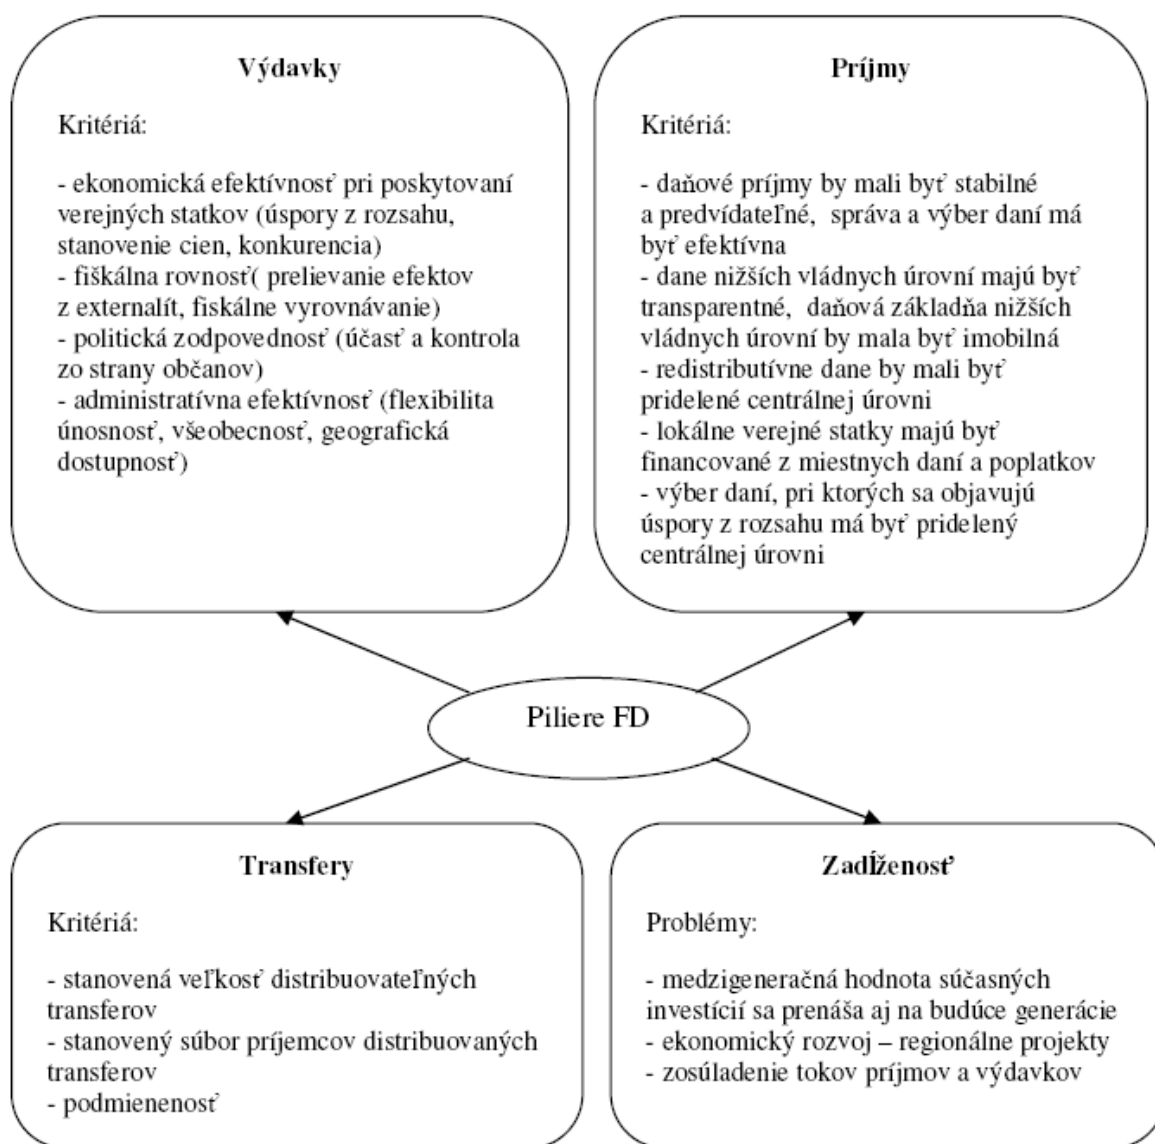 Výdavky
Kritériá:
- ekonomická efektívnosť pri poskytovaní
verejných statkov (úspory z rozsahu,
stanovenie cien, konkurencia)
- fiškálna rovnosť( prelievanie efektov
z externalít, fiskálne vyrovnávanie)
- politická zodpovednosť (účasť a kontrola
zo strany občanov)
- administratívna efektívnosť (flexibilita
únosnosť, všeobecnosť, geografická
dostupnosť)
Príjmy
Kritériá:
- daňové príjmy by mali byť stabilné
a predvídateľné, správa a výber daní má
byť efektívna
- dane nižších vládnych úrovní majú byť
transparentné, daňová základňa nižších
vládnych úrovní by mala byť imobilná
- redistributívne dane by mali byť
pridelené centrálnej úrovni
- lokálne verejné statky majú byť
financované z miestnych daní a poplatkov
- výber daní, pri ktorých sa objavujú
úspory z rozsahu má byť pridelený
centrálnej úrovni
Piliere FD
Transfery
Kritériá:
- stanovená veľkosť distribuovateľných
transferov
- stanovený súbor príjemcov distribuovaných
transferov
- podmienenosť
Zadĺženosť
Problémy:
- medzigeneračná hodnota súčasných
investícií sa prenáša aj na budúce generácie
- ekonomický rozvoj – regionálne projekty
- zosúladenie tokov príjmov a výdavkov